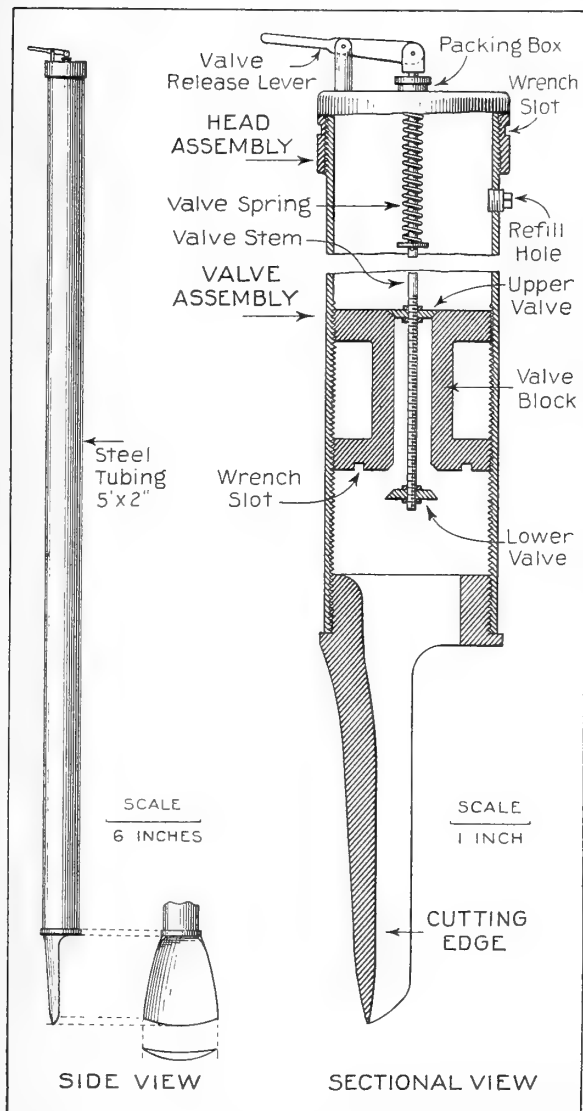 Valve
Release Lever
Packing Box
Wrench
Slot
HEAD
ASSEMBLY
Valve Spring
Refill
Hole
Valve Stem
VALVE
ASSEMBLY
Upper
Valve
Valve
Block
Steel
Tubing
5'x2"
Wrench
Slot
Lower
Valve
SCALE
6 INCHES
SCALE
1 INCH
CUTTING
EDGE
SIDE VIEW
SECTIONAL VIEW